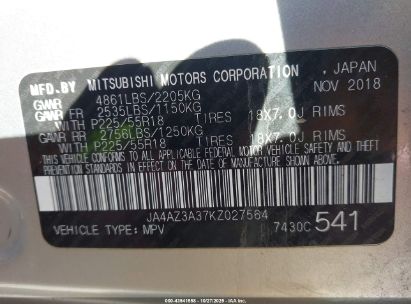 MFD.BY MITSUBISHI MOTORS CORPORATION , JAPAN
GVWR 4861LBS/2205KG NOV 2018
GAWR FR 2535LBS/1150KG
WITH P225/55R18 TIRES 18X7.0J RIMS
GAWR RR 2756LBS/1250KG
WITH P225/55R18 TIRES 18X7.0J RIMS
THIS VEHICLE CONFORMS TO ALL APPLICABLE FEDERAL
MOTOR VEHICLE SAFETY, BUMPER, AND THEFT
PREVENTION STANDARDS IN EFFECT ON THE DATE OF
MANUFACTURE SHOWN ABOVE.
JA4AZ3A37KZ027564
VEHICLE TYPE: MPV 7430C 541